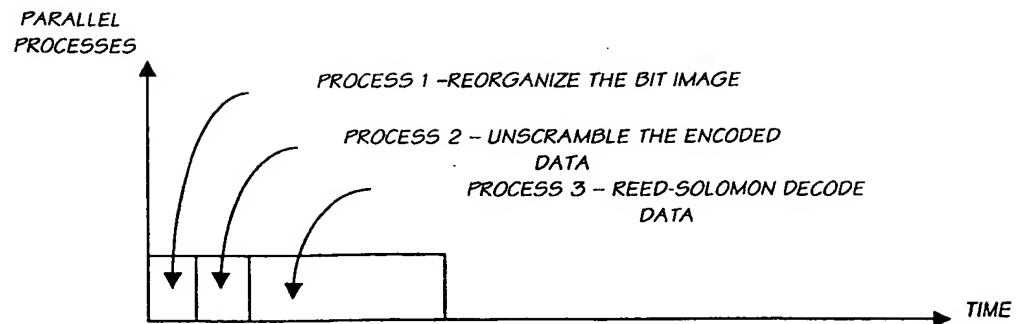 PARALLEL
PROCESSES
PROCESS 1 –REORGANIZE THE BIT IMAGE
PROCESS 2 – UNSCRAMBLE THE ENCODED
DATA
PROCESS 3 – REED-SOLOMON DECODE
DATA
TIME